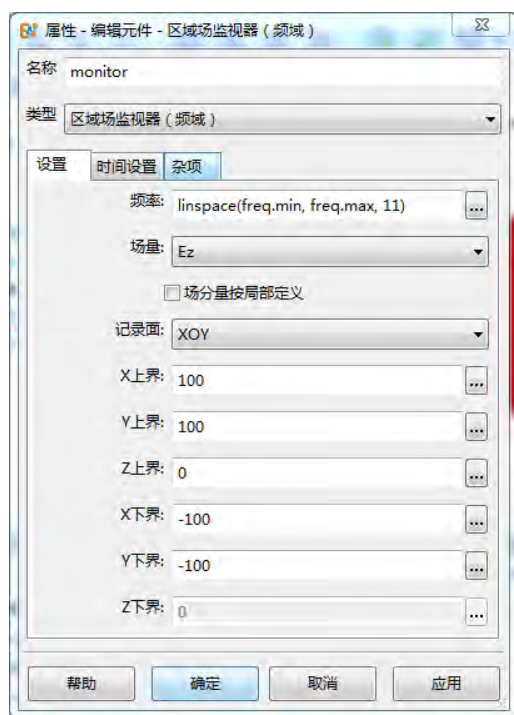 属性 - 编辑元件 - 区域场监视器 ( 频域 )
名称 monitor
类型 区域场监视器 ( 频域 )
设置 时间设置 杂项
频率: linspace(freq.min, freq.max, 11) ...
场量: Ez
场分量按局部定义
记录面: XOY
X上界: 100 ...
Y上界: 100 ...
Z上界: 0 ...
X下界: -100 ...
Y下界: -100 ...
Z下界: 0 ...
帮助 确定 取消 应用